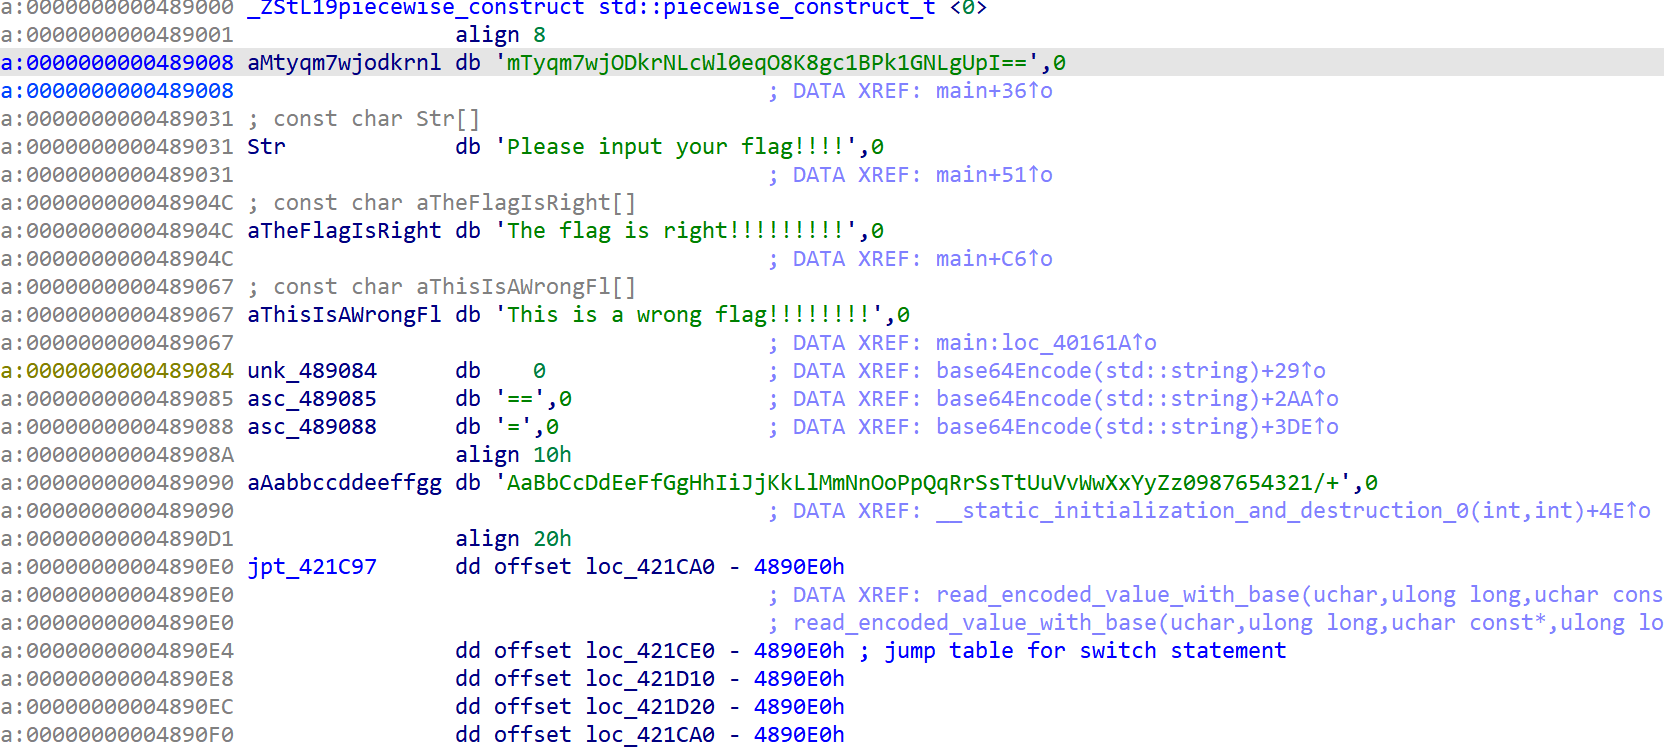 a:0000000000489000 _ZStL19piecewise_construct std::piecewise_construct_t <0>
a:0000000000489001 align 8
a:0000000000489008 aMtyqm7wjodkrnl db 'mTyqm7wjODkrNLcWl0eqO8K8gc1BPk1GNLgUpI==',0
a:0000000000489008 ; DATA XREF: main+36↑o
a:0000000000489031 ; const char Str[]
a:0000000000489031 Str db 'Please input your flag!!!!',0
a:0000000000489031 ; DATA XREF: main+51↑o
a:000000000048904C ; const char aTheFlagIsRight[]
a:000000000048904C aTheFlagIsRight db 'The flag is right!!!!!!!!!',0
a:000000000048904C ; DATA XREF: main+C6↑o
a:0000000000489067 ; const char aThisIsAWrongFl[]
a:0000000000489067 aThisIsAWrongFl db 'This is a wrong flag!!!!!!!!',0
a:0000000000489067 ; DATA XREF: main:loc_40161A↑o
a:0000000000489084 unk_489084 db 0 ; DATA XREF: base64Encode(std::string)+29↑o
a:0000000000489085 asc_489085 db '==',0 ; DATA XREF: base64Encode(std::string)+2AA↑o
a:0000000000489088 asc_489088 db '=',0 ; DATA XREF: base64Encode(std::string)+3DE↑o
a:000000000048908A align 10h
a:0000000000489090 aAabbccddeeffgg db 'AaBbCcDdEeFfGgHhIiJjKkLlMmNnOoPpQqRrSsTtUuVvWwXxYyZz0987654321/+',0
a:0000000000489090 ; DATA XREF: __static_initialization_and_destruction_0(int,int)+4E↑o
a:00000000004890D1 align 20h
a:00000000004890E0 jpt_421C97 dd offset loc_421CA0 - 4890E0h
a:00000000004890E0 ; DATA XREF: read_encoded_value_with_base(uchar,ulong long,uchar cons
a:00000000004890E0 ; read_encoded_value_with_base(uchar,ulong long,uchar const*,ulong lo
a:00000000004890E4 dd offset loc_421CE0 - 4890E0h ; jump table for switch statement
a:00000000004890E8 dd offset loc_421D10 - 4890E0h
a:00000000004890EC dd offset loc_421D20 - 4890E0h
a:00000000004890F0 dd offset loc_421CA0 - 4890E0h